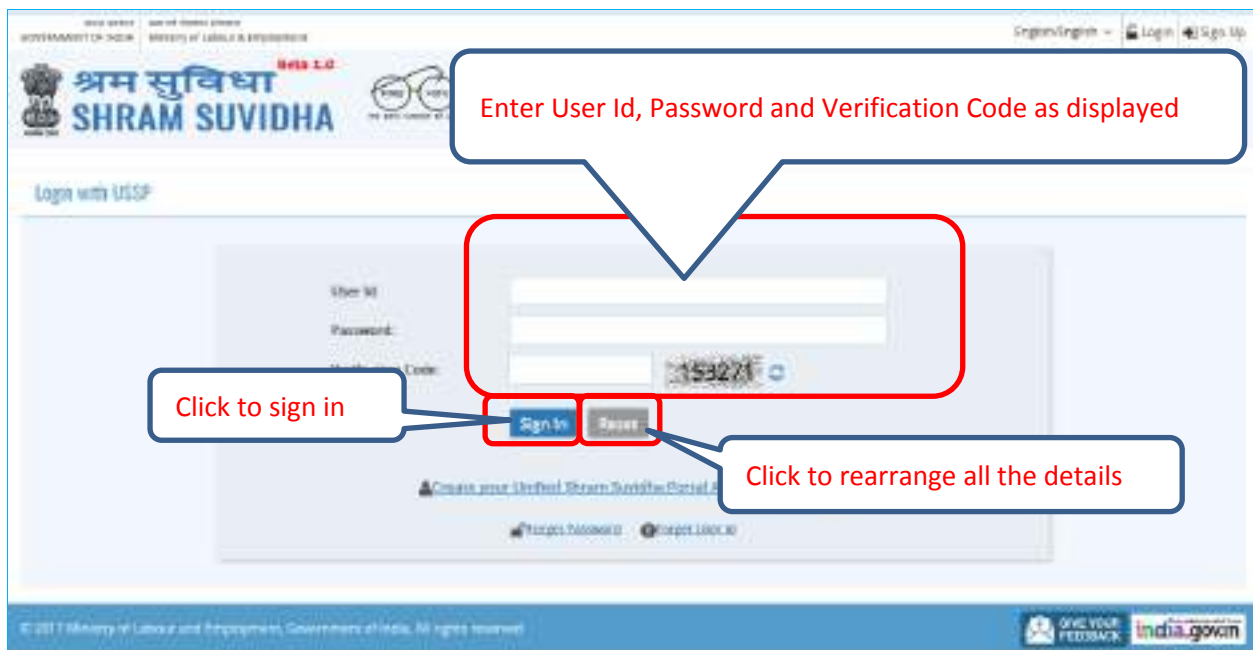 GOVERNMENT OF INDIA Ministry of Labour & Employment
English/English Login Sign Up
Beta 1.0
श्रम सुविधा
SHRAM SUVIDHA
Enter User Id, Password and Verification Code as displayed
Login with USSP
User Id
Password:
Code:
153271
Click to sign in
Sign In Reset
Click to rearrange all the details
Create your Unified Shram Suvidha Portal
Forget Password Forget User Id
© 2017 Ministry of Labour and Employment, Government of India, All rights reserved
GIVE YOUR FEEDBACK india.gov.in